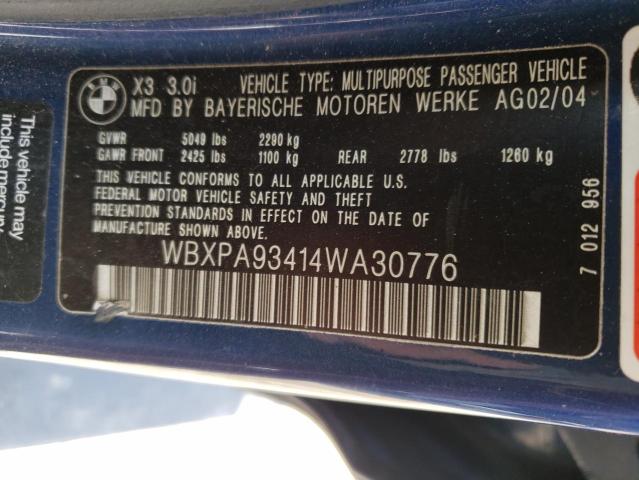 BMW
X3 3.0i VEHICLE TYPE: MULTIPURPOSE PASSENGER VEHICLE
MFD BY BAYERISCHE MOTOREN WERKE AG02/04
GVWR 5049 lbs 2290 kg
GAWR FRONT 2425 lbs 1100 kg REAR 2778 lbs 1260 kg
THIS VEHICLE CONFORMS TO ALL APPLICABLE U.S.
FEDERAL MOTOR VEHICLE SAFETY AND THEFT
PREVENTION STANDARDS IN EFFECT ON THE DATE OF
MANUFACTURE SHOWN ABOVE.
WBXPA93414WA30776
7 012 956
This vehicle may
include mercury